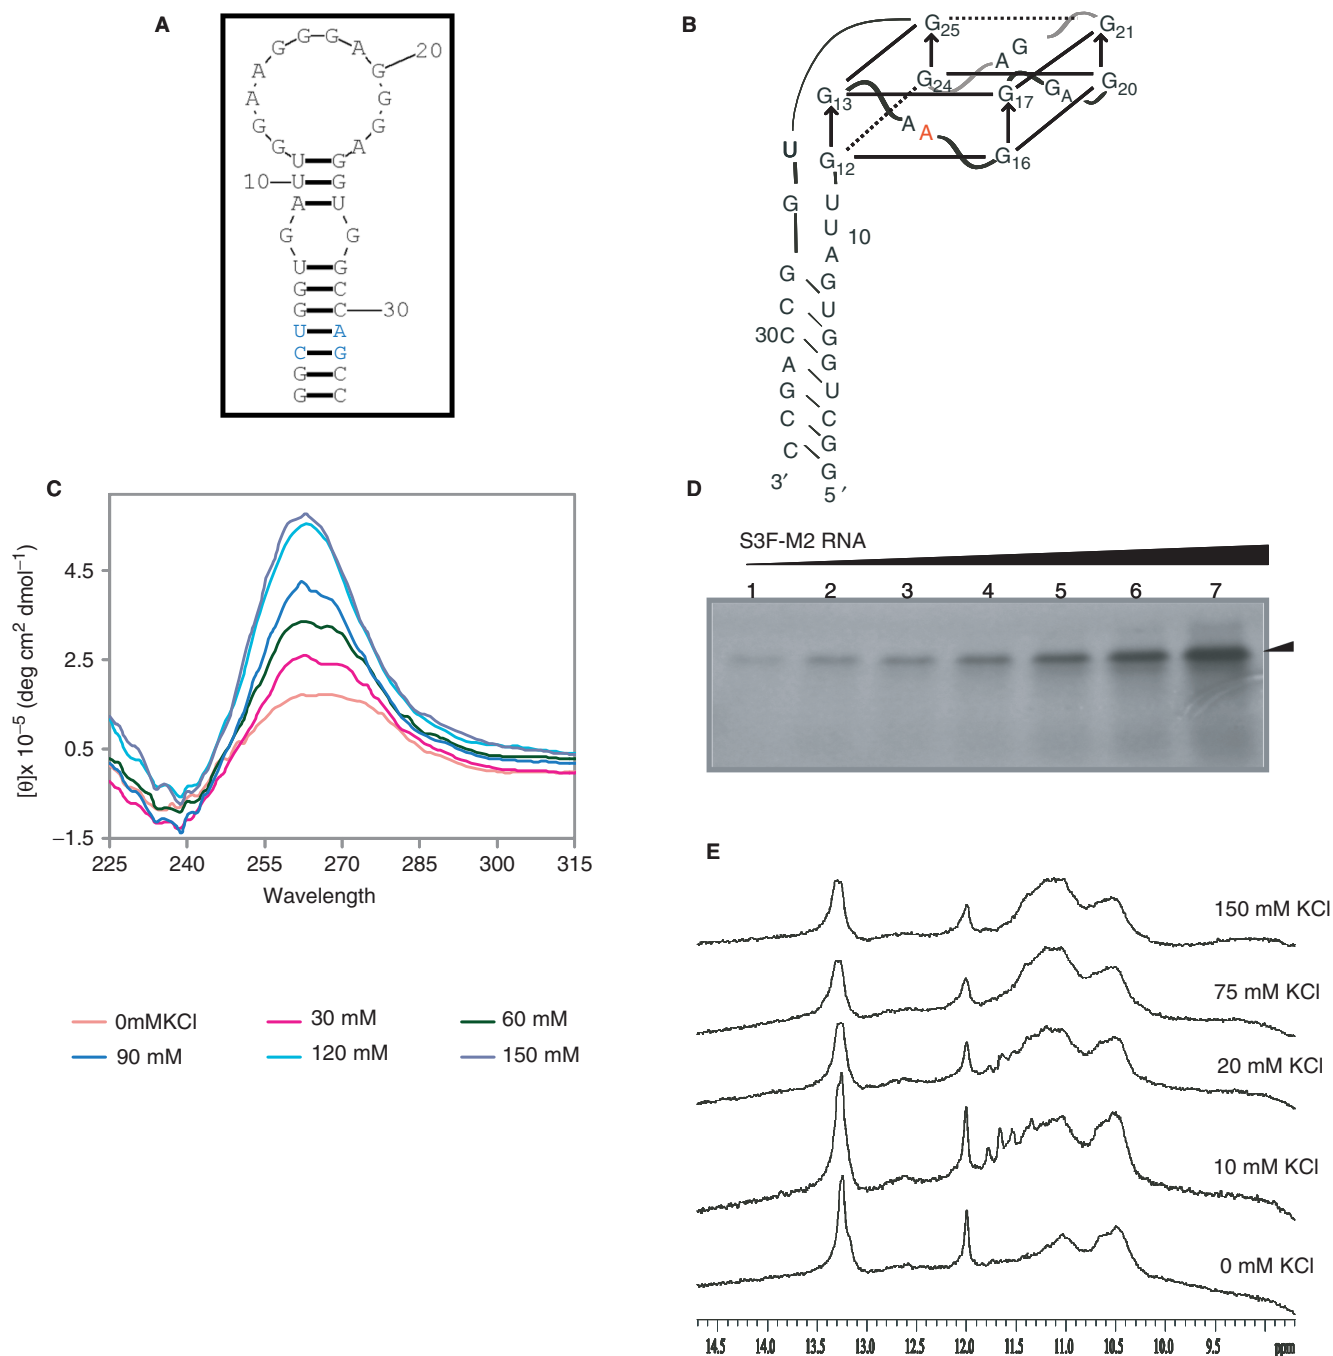 A
G G G A
G G 20
A G
A G
G A
G U G
10 U G
A U
G G
U G
G C
G C 30
U A
C G
G C
G C
B
G25 G21
A G
G24 G20
G13 G17 G A
A A
U G12 G16
G U
U 10
A
G G
C U
30 C G
A G
G U
C C
C G
3′ G
5 ′
C
[θ]x 10−5 (deg cm2 dmol−1)
4.5
2.5
0.5
−1.5
225 240 255 270 285 300 315
Wavelength
0mMKCl 30 mM 60 mM
90 mM 120 mM 150 mM
D
S3F-M2 RNA
1 2 3 4 5 6 7
E
150 mM KCl
75 mM KCl
20 mM KCl
10 mM KCl
0 mM KCl
14.5 14.0 13.5 13.0 12.5 12.0 11.5 11.0 10.5 10.0 9.5 ppm